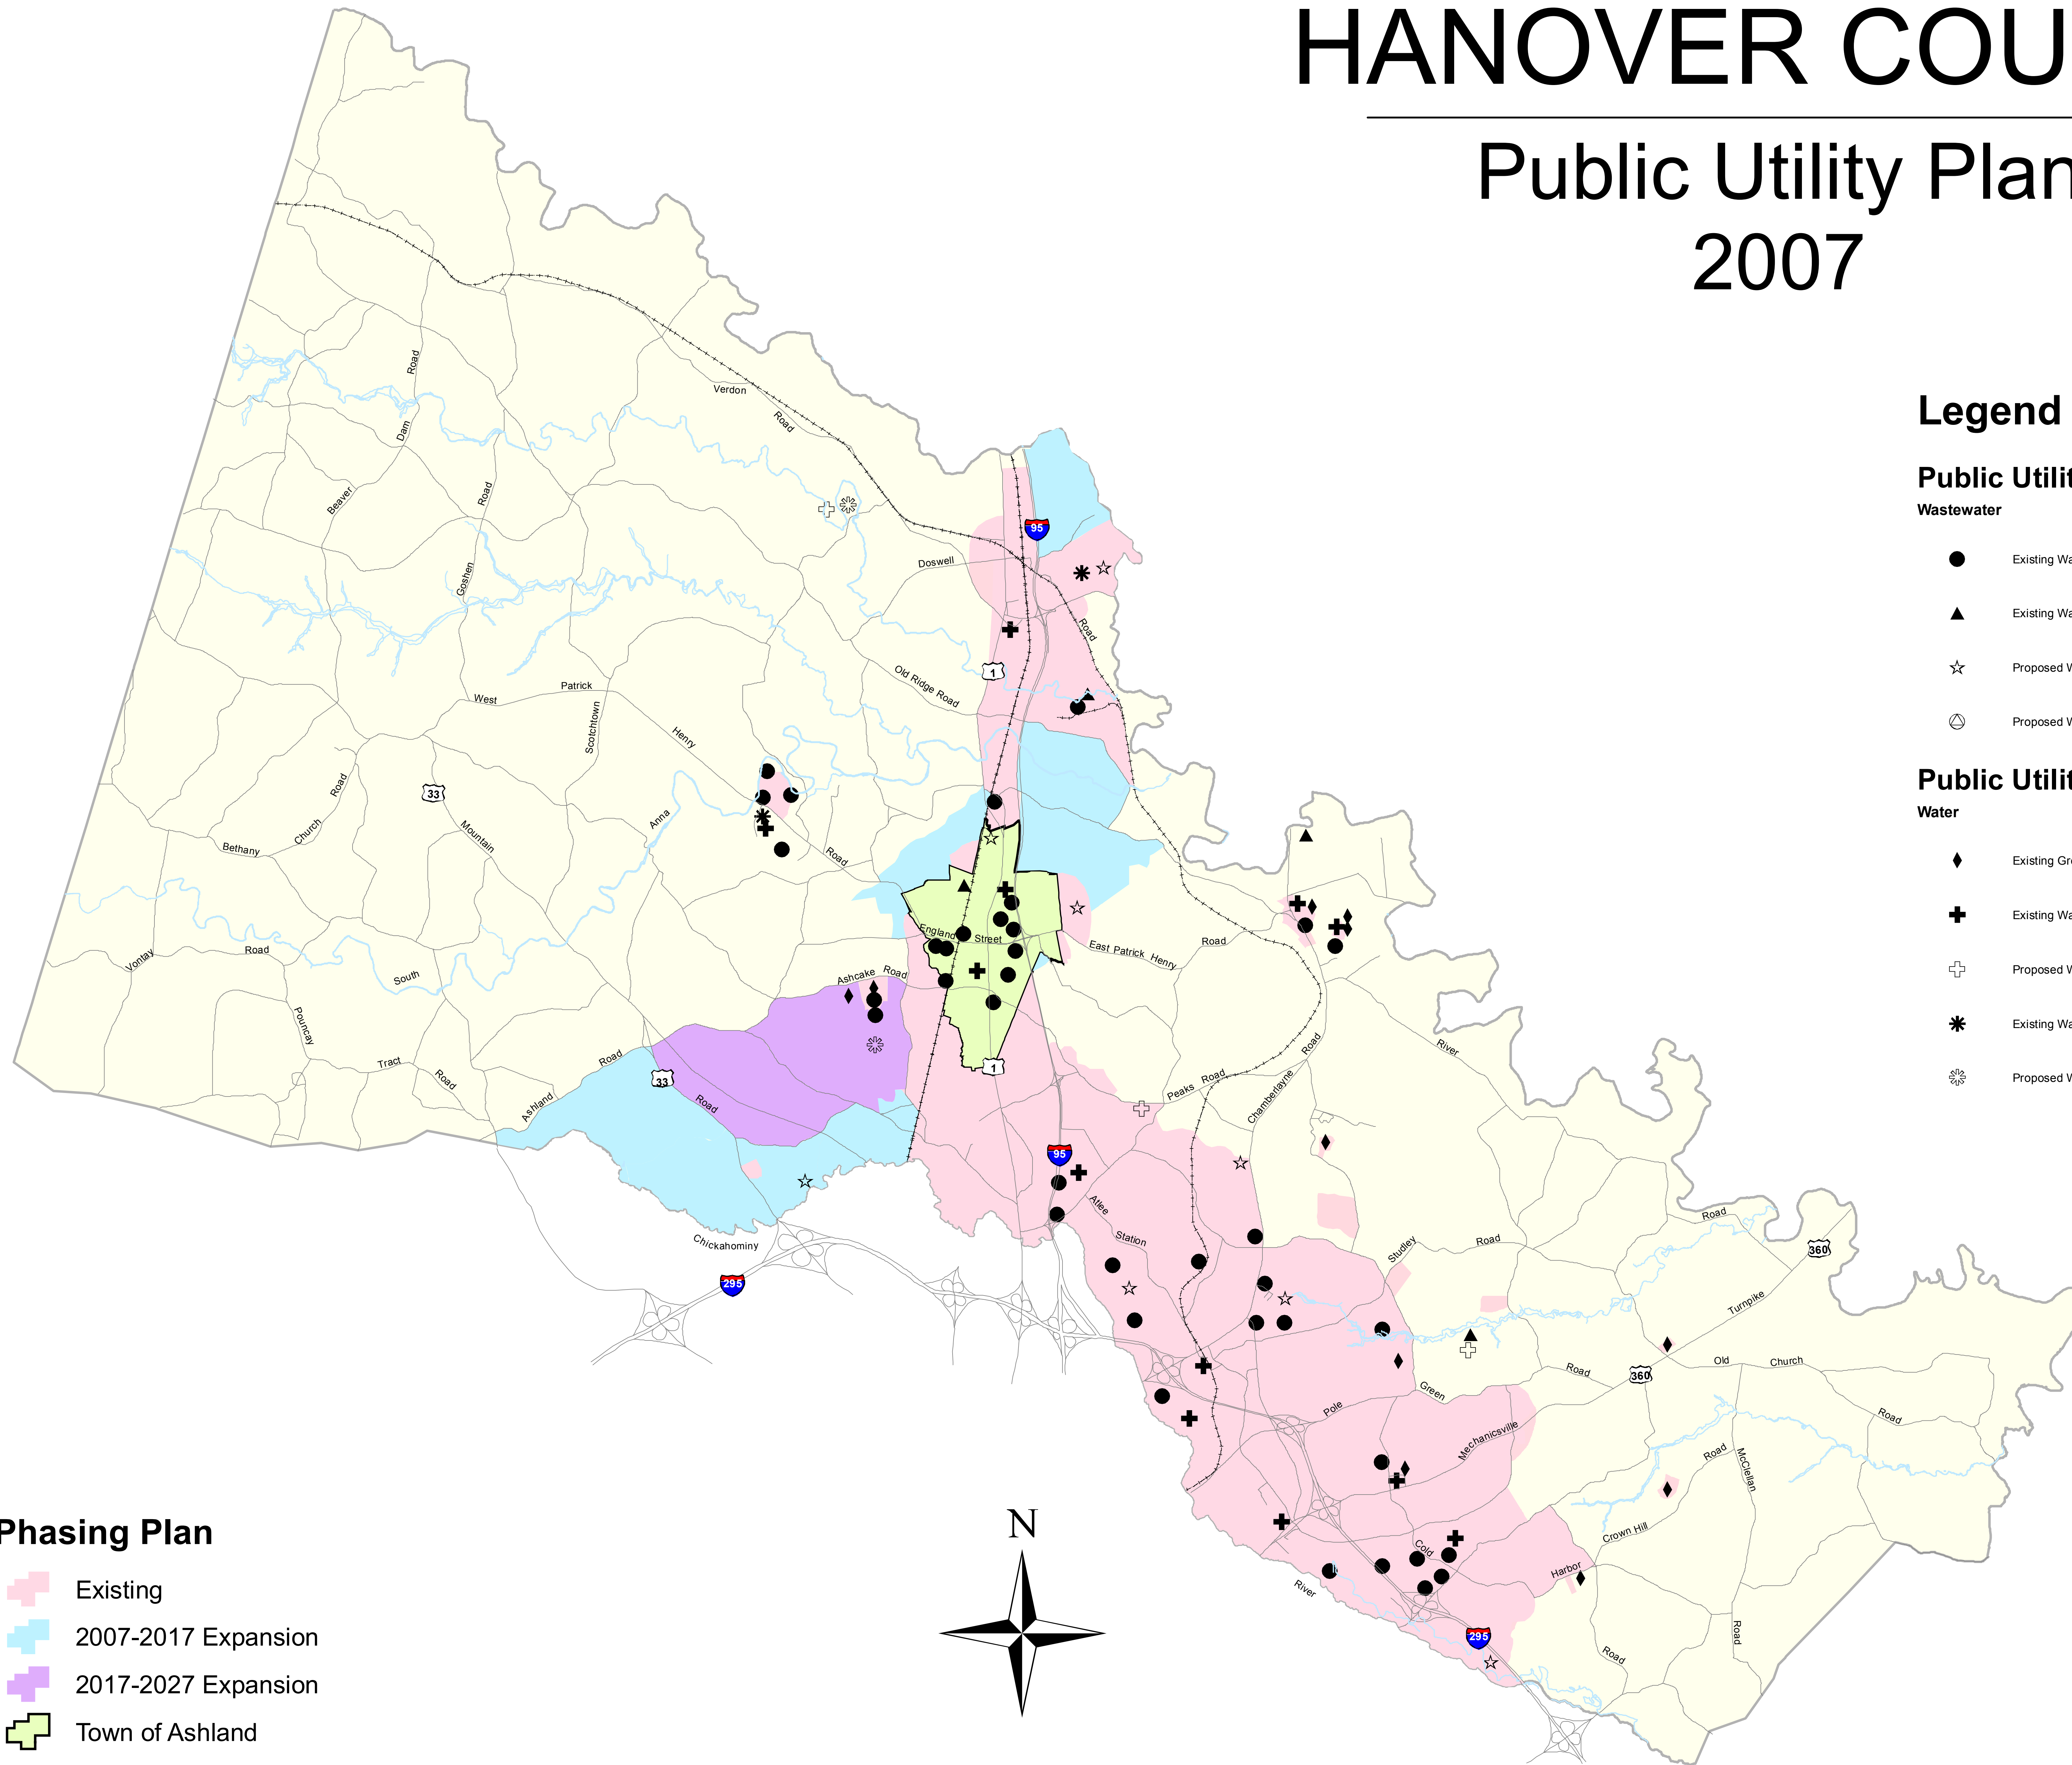 HANOVER COU
Public Utility Plan
2007
Legend
Public Utilit
Wastewater
Existing Wa
Existing Wa
Proposed W
Proposed W
Public Utilit
Water
Existing Gro
Existing Wa
Proposed W
Existing Wa
Proposed W
Verdon
Road
Road
Dam
Beaver
Road
Goshen
95
Doswell
Road
1
Old Ridge Road
West
Patrick
Scotchtown
Henry
33
Road
Church
Bethany
Mountain
Anna
Road
England
Street
East Patrick Henry
Road
Vontay
Road
South
Ashcake Road
Pouncay
Tract
Road
Ashland
Road
33
Road
1
Peaks Road
Chamberlayne
Road
River
95
Atlee
Station
Chickahominy
295
Studley
Road
Road
360
Turnpike
Old
Church
Road
360
Road
Green
Pole
Mechanicsville
McClellan
Road
Crown Hill
Cold
Harbor
River
295
Road
Road
N
Phasing Plan
Existing
2007-2017 Expansion
2017-2027 Expansion
Town of Ashland